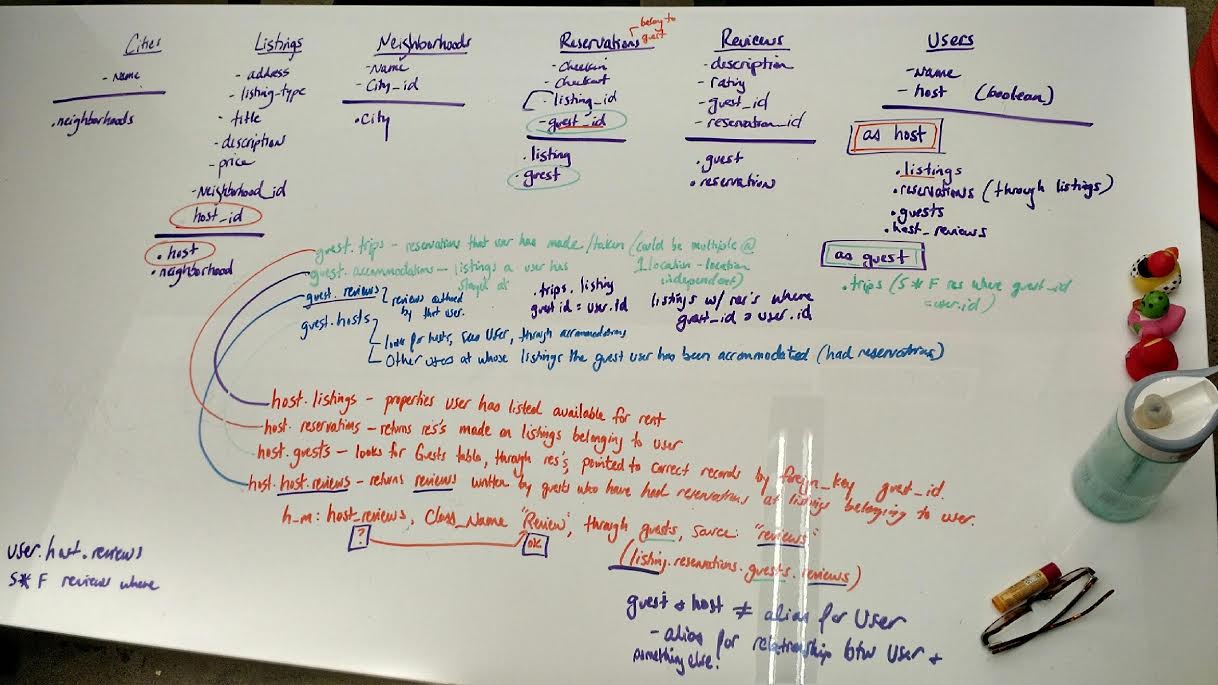 Cities
- Name
.neighborhoods
Listings
- address
- listing-type
- title
- description
- price
- Neighborhood_id
host_id
. host
• neighborhood
Neighborhoods
- Name
- City_id
• City
Reservations
belong to guest
- Checkin
- Checkout
- listing_id
- guest_id
. listing
. guest
Reviews
- description
- rating
- guest_id
- reservation_id
. guest
• reservation
Users
- Name
- host (boolean)
as host
. listings
• reservations (through listings)
• guests
• host_reviews
as guest
.trips (S * F res where guest_id
= user.id)
guest.trips - reservations that user has made/taken (could be multiple @
1 location - location
independent)
guest.accommodations - listings a user has
stayed at
.trips.listing
guest id = user.id
listings w/ res's where
guest_id = user.id
guest.reviews
reviews authored
by that user.
guest.hosts
looks for hosts, sees User, through accommodations
Other users at whose listings the guest user has been accommodated (had reservations)
host.listings - properties user has listed available for rent
host.reservations - returns res's made on listings belonging to user
host.guests - looks for Guests table, through res's, pointed to correct records by foreign_key guest_id.
host.host.reviews - returns reviews written by guests who have had reservations at listings belonging to user.
h_m: host_reviews, Class_Name "Review", through guests, source: "reviews"
?
OK
(listing.reservations.guests.reviews)
user.host.reviews
S * F reviews where
guest + host ≠ alias for User
- alias for relationship btw User +
something else!